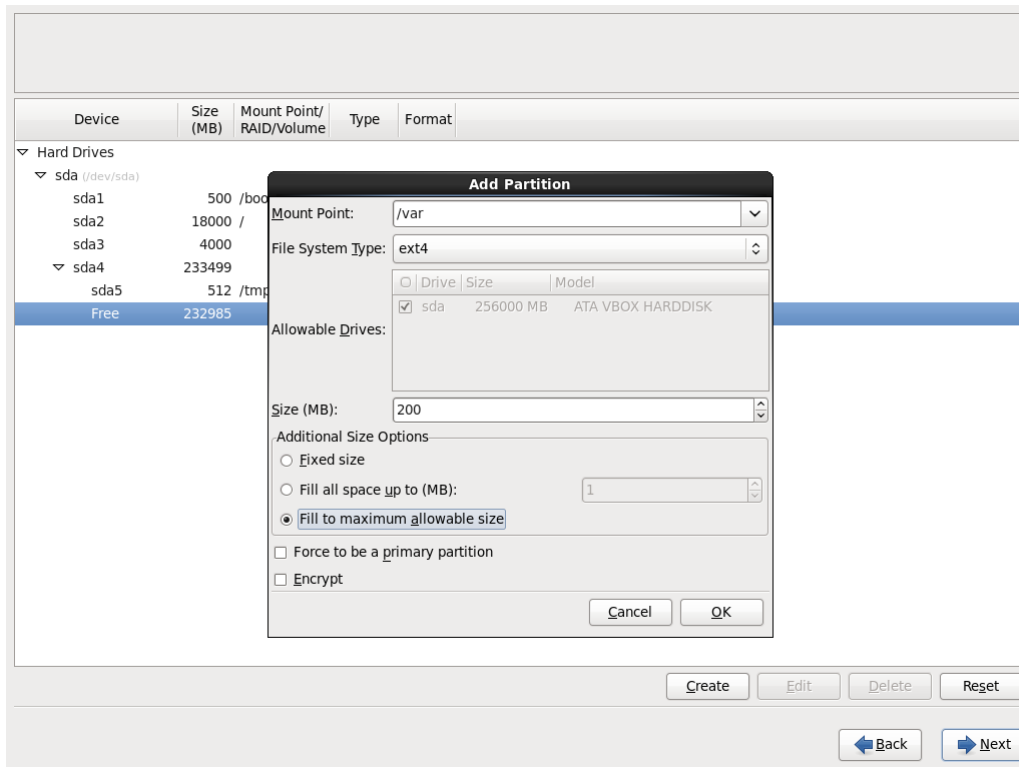 Device
Size (MB)
Mount Point/ RAID/Volume
Type
Format
Hard Drives
sda (/dev/sda)
sda1 500 /boo
sda2 18000 /
sda3 4000
sda4 233499
sda5 512 /tmp
Free 232985
Add Partition
Mount Point: /var
File System Type: ext4
Drive Size Model
sda 256000 MB ATA VBOX HARDDISK
Allowable Drives:
Size (MB): 200
Additional Size Options
Fixed size
Fill all space up to (MB): 1
Fill to maximum allowable size
Force to be a primary partition
Encrypt
Cancel OK
Create Edit Delete Reset
Back Next